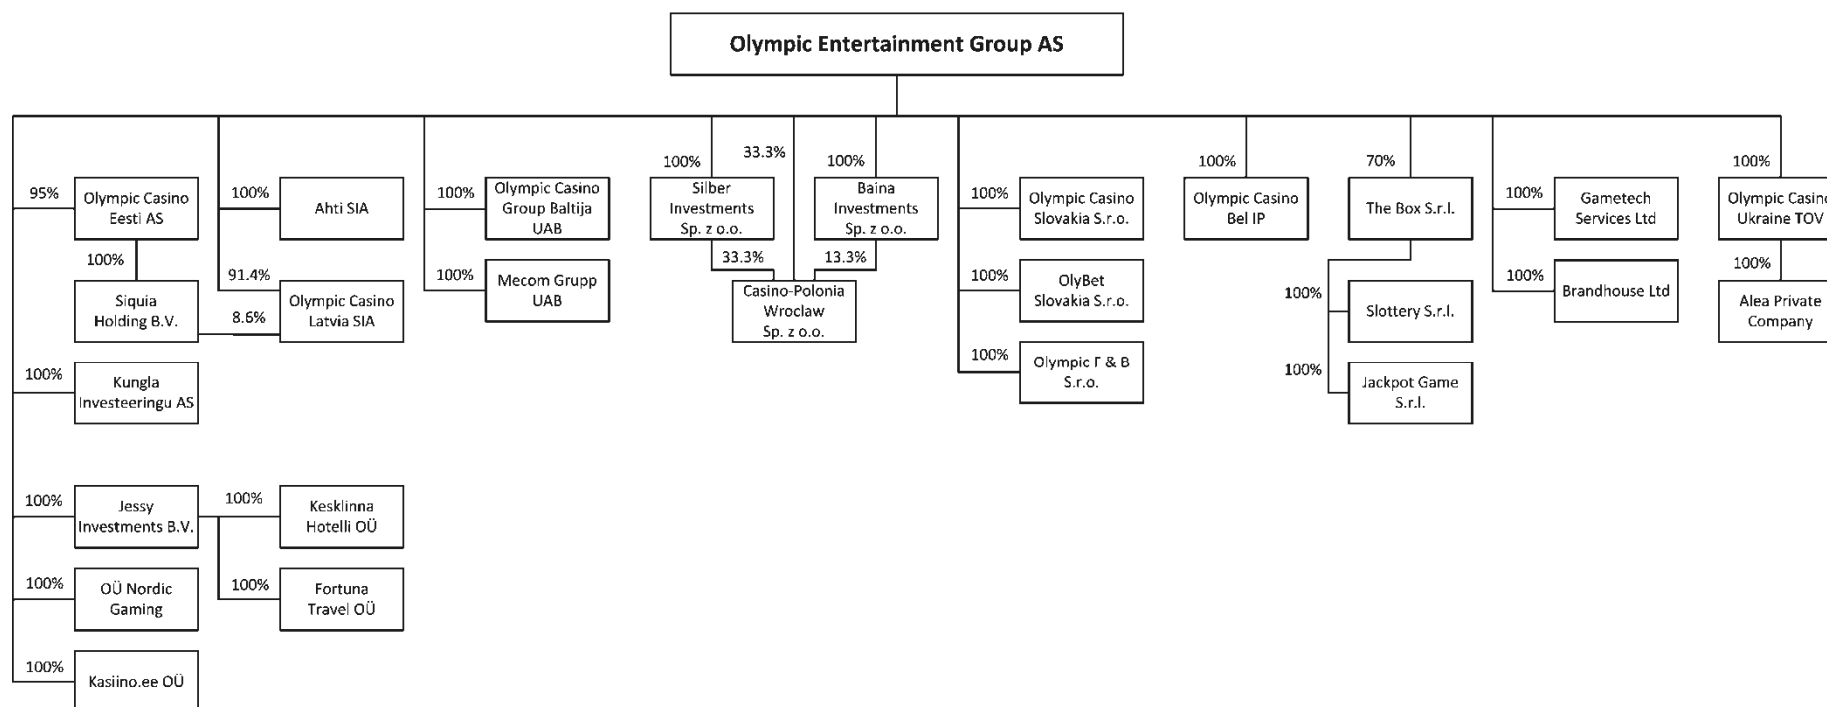 Olympic Entertainment Group AS
95%
Olympic Casino
Eesti AS
100%
Siquia
Holding B.V.
100%
Kungla
Investeeringu AS
100%
Jessy
Investments B.V.
100%
OÜ Nordic
Gaming
100%
Kasiino.ee OÜ
100%
Ahti SIA
91.4%
8.6%
Olympic Casino
Latvia SIA
100%
Kesklinna
Hotelli OÜ
100%
Fortuna
Travel OÜ
100%
Olympic Casino
Group Baltija
UAB
100%
Mecom Grupp
UAB
100%
Silber
Investments
Sp. z o.o.
33.3%
33.3%
100%
Baina
Investments
Sp. z o.o.
13.3%
Casino-Polonia
Wroclaw
Sp. z o.o.
100%
Olympic Casino
Slovakia S.r.o.
100%
OlyBet
Slovakia S.r.o.
100%
Olympic F & B
S.r.o.
100%
Olympic Casino
Bel IP
70%
The Box S.r.l.
100%
Slottery S.r.l.
100%
Jackpot Game
S.r.l.
100%
Gametech
Services Ltd
100%
Brandhouse Ltd
100%
Olympic Casino
Ukraine TOV
100%
Alea Private
Company